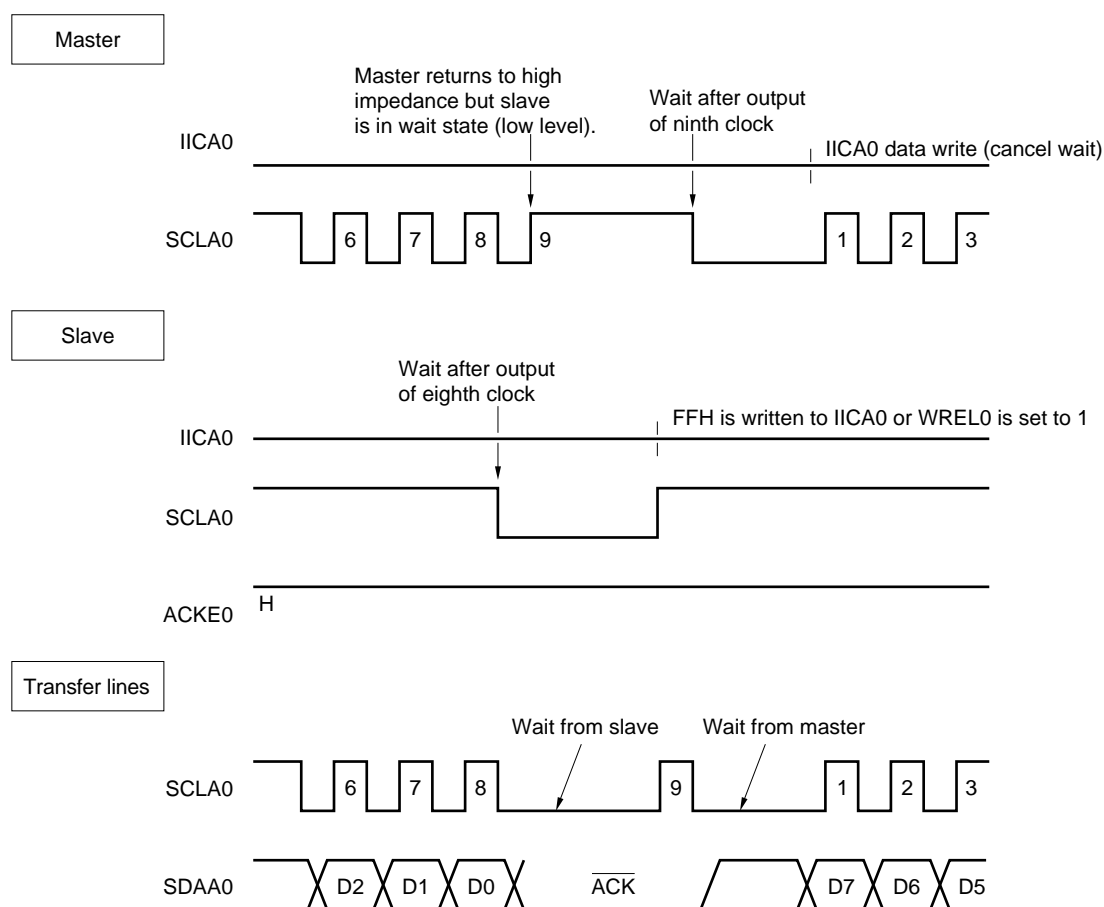 Master
Master returns to high
impedance but slave
is in wait state (low level).
Wait after output
of ninth clock
IICA0
IICA0 data write (cancel wait)
SCLA0
6 7 8 9 1 2 3
Slave
Wait after output
of eighth clock
FFH is written to IICA0 or WREL0 is set to 1
IICA0
SCLA0
H
ACKE0
Transfer lines
Wait from slave Wait from master
SCLA0
6 7 8 9 1 2 3
SDAA0 D2 D1 D0 ACK D7 D6 D5